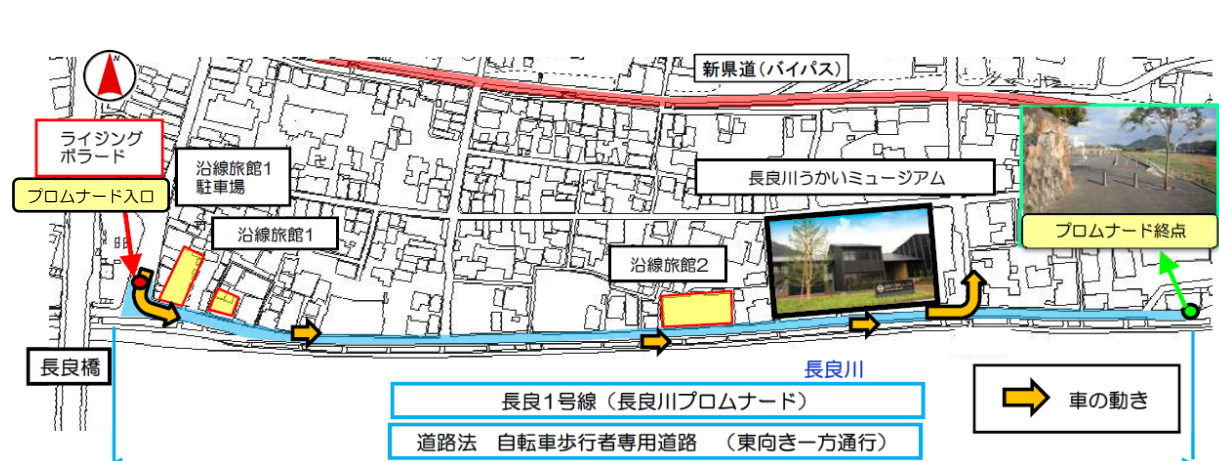 N
新県道(バイパス)
ライジング
ボラード
プロムナード入口
沿線旅館1
駐車場
沿線旅館1
長良川うかいミュージアム
沿線旅館2
プロムナード終点
長良橋
長良川
長良1号線（長良川プロムナード）
車の動き
道路法 自転車歩行者専用道路 （東向き一方通行）